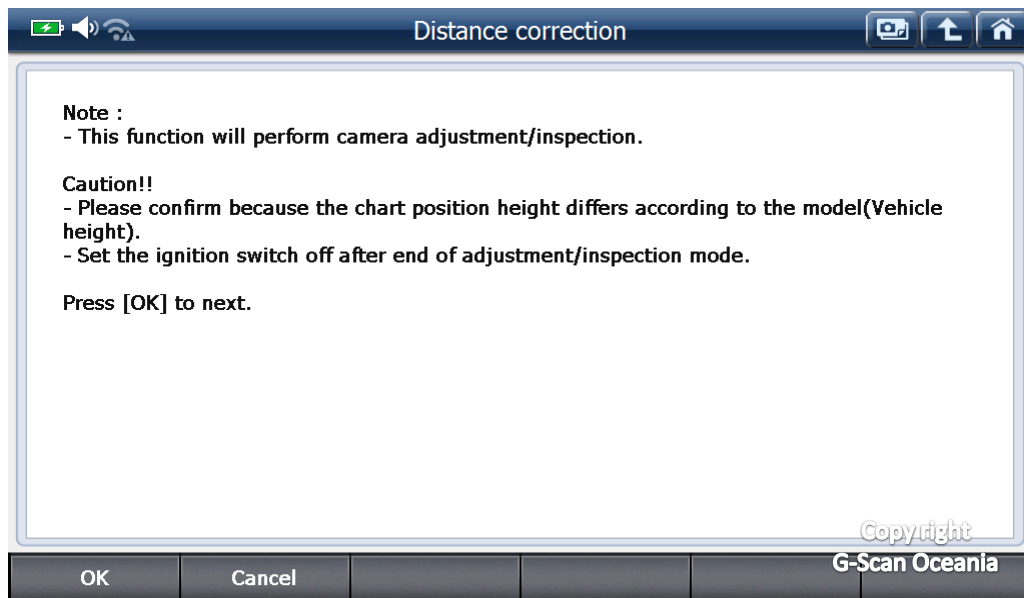 Distance correction
Note :
- This function will perform camera adjustment/inspection.
Caution!!
- Please confirm because the chart position height differs according to the model(Vehicle
height).
- Set the ignition switch off after end of adjustment/inspection mode.
Press [OK] to next.
Copyright
G-Scan Oceania
OK
Cancel